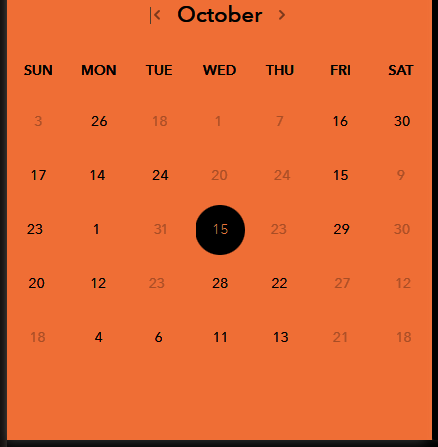 < October >
SUN MON TUE WED THU FRI SAT
3 26 18 1 7 16 30
17 14 24 20 24 15 9
23 1 31 15 23 29 30
20 12 23 28 22 27 12
18 4 6 11 13 21 18